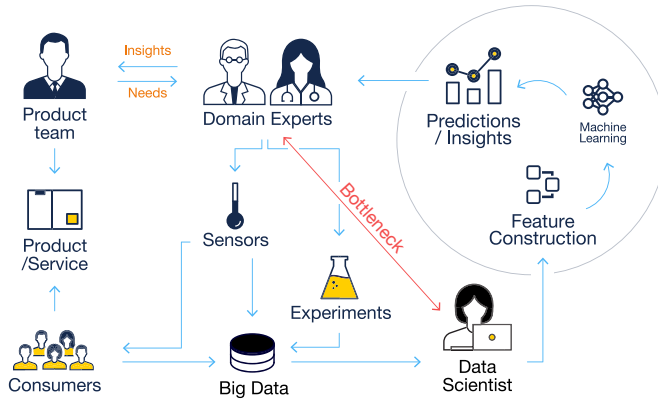 Insights
Needs
Product
team
Domain Experts
Predictions
/ Insights
Machine
Learning
Bottleneck
Feature
Construction
Product
/Service
Sensors
Experiments
Consumers
Big Data
Data
Scientist